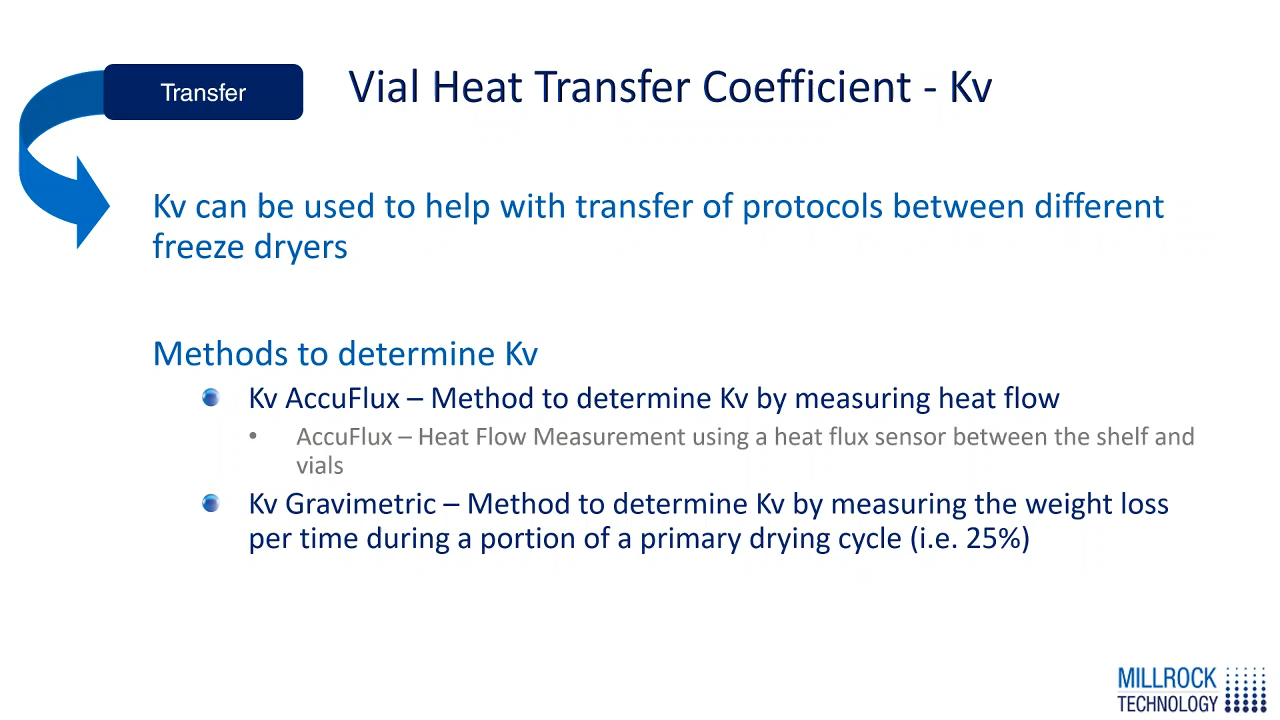 Transfer
Vial Heat Transfer Coefficient - Kv
Kv can be used to help with transfer of protocols between different
freeze dryers
Methods to determine Kv
Kv AccuFlux – Method to determine Kv by measuring heat flow
• AccuFlux – Heat Flow Measurement using a heat flux sensor between the shelf and
vials
Kv Gravimetric – Method to determine Kv by measuring the weight loss
per time during a portion of a primary drying cycle (i.e. 25%)
MILLROCK
TECHNOLOGY